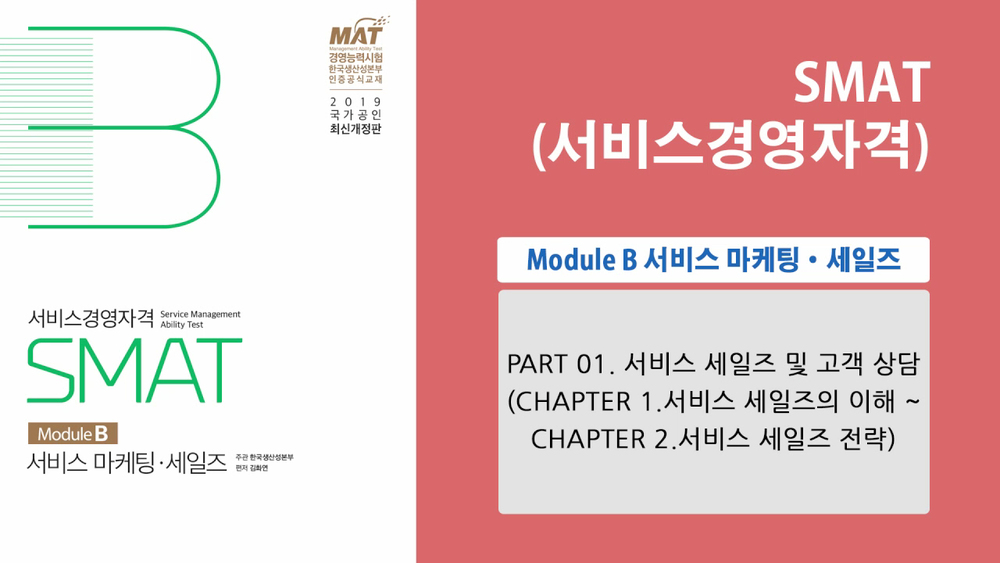 MAT
Management Ability Test
경영능력시험
한국생산성본부
인증공식교재
2019
국가공인
최신개정판
서비스경영자격 Service Management
Ability Test
SMAT
Module B
서비스 마케팅·세일즈 주관 한국생산성본부
편저 김화연
SMAT
(서비스경영자격)
Module B 서비스 마케팅·세일즈
PART 01. 서비스 세일즈 및 고객 상담
(CHAPTER 1.서비스 세일즈의 이해 ~
CHAPTER 2.서비스 세일즈 전략)